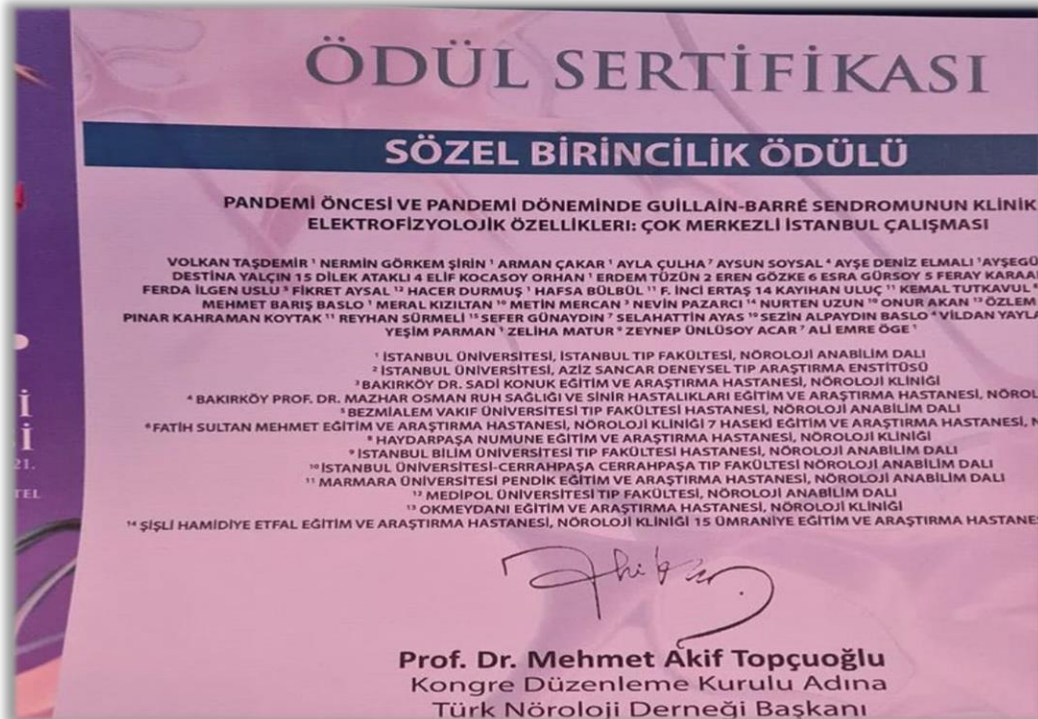 ÖDÜL SERTİFİKASI
SÖZEL BİRİNCİLİK ÖDÜLÜ
PANDEMİ ÖNCESİ VE PANDEMİ DÖNEMİNDE GUILLAIN-BARRÉ SENDROMUNUN KLİNİK
ELEKTROFİZYOLOJİK ÖZELLİKLERİ: ÇOK MERKEZLİ İSTANBUL ÇALIŞMASI
VOLKAN TAŞDEMİR ¹ NERMİN GÖRKEM ŞİRİN ¹ ARMAN ÇAKAR ¹ AYLA ÇULHA ⁷ AYSUN SOYSAL ⁴ AYŞE DENİZ ELMALI ¹
DESTİNA YALÇIN 15 DİLEK ATAKLI 4 ELİF KOCASOY ORHAN ¹ ERDEM TÜZÜN 2 EREN GÖZKE 6 ESRA GÜRSOY 5 FERAY
FERDA İLGEN USLU ⁵ FİKRET AYSAL ¹² HACER DURMUŞ ¹ HAFSA BÜLBÜL ¹¹ F. İNCİ ERTAŞ 14 KAYIHAN ULUÇ ¹¹ KEMAL TUTKAVUL ⁸
MEHMET BARIŞ BASLO ¹ MERAL KIZILTAN ¹⁰ METİN MERCAN ³ NEVİN PAZARCI ¹⁴ NURTEN UZUN ¹⁰ ONUR AKAN ¹³ ÖZLEM
PINAR KAHRAMAN KOYTAK ¹¹ REYHAN SÜRMELİ ¹⁵ SEFER GÜNAYDIN ⁷ SELAHATTİN AYAS ¹⁰ SEZİN ALPAYDIN BASLO ⁴ VİLDAN
YEŞİM PARMAN ¹ ZELİHA MATUR ⁹ ZEYNEP ÜNLÜSOY ACAR ⁷ ALİ EMRE ÖGE ¹
¹ İSTANBUL ÜNİVERSİTESİ, İSTANBUL TIP FAKÜLTESİ, NÖROLOJİ ANABİLİM DALI
² İSTANBUL ÜNİVERSİTESİ, AZİZ SANCAR DENEYSEL TIP ARAŞTIRMA ENSTİTÜSÜ
³ BAKIRKÖY DR. SADİ KONUK EĞİTİM VE ARAŞTIRMA HASTANESİ, NÖROLOJİ KLİNİĞİ
⁴ BAKIRKÖY PROF. DR. MAZHAR OSMAN RUH SAĞLIĞI VE SİNİR HASTALIKLARI EĞİTİM VE ARAŞTIRMA HASTANESİ,
⁵ BEZMİALEM VAKIF ÜNİVERSİTESİ TIP FAKÜLTESİ HASTANESİ, NÖROLOJİ ANABİLİM DALI
⁶ FATİH SULTAN MEHMET EĞİTİM VE ARAŞTIRMA HASTANESİ, NÖROLOJİ KLİNİĞİ 7 HASEKİ EĞİTİM VE ARAŞTIRMA HASTANESİ,
⁸ HAYDARPAŞA NUMUNE EĞİTİM VE ARAŞTIRMA HASTANESİ, NÖROLOJİ KLİNİĞİ
⁹ İSTANBUL BİLİM ÜNİVERSİTESİ TIP FAKÜLTESİ HASTANESİ, NÖROLOJİ ANABİLİM DALI
¹⁰ İSTANBUL ÜNİVERSİTESİ-CERRAHPAŞA CERRAHPAŞA TIP FAKÜLTESİ NÖROLOJİ ANABİLİM DALI
¹¹ MARMARA ÜNİVERSİTESİ PENDİK EĞİTİM VE ARAŞTIRMA HASTANESİ, NÖROLOJİ ANABİLİM DALI
¹² MEDİPOL ÜNİVERSİTESİ TIP FAKÜLTESİ, NÖROLOJİ ANABİLİM DALI
¹³ OKMEYDANI EĞİTİM VE ARAŞTIRMA HASTANESİ, NÖROLOJİ KLİNİĞİ
¹⁴ ŞİŞLİ HAMİDİYE ETFAL EĞİTİM VE ARAŞTIRMA HASTANESİ, NÖROLOJİ KLİNİĞİ 15 ÜMRANİYE EĞİTİM VE ARAŞTIRMA
Prof. Dr. Mehmet Akif Topçuoğlu
Kongre Düzenleme Kurulu Adına
Türk Nöroloji Derneği Başkanı